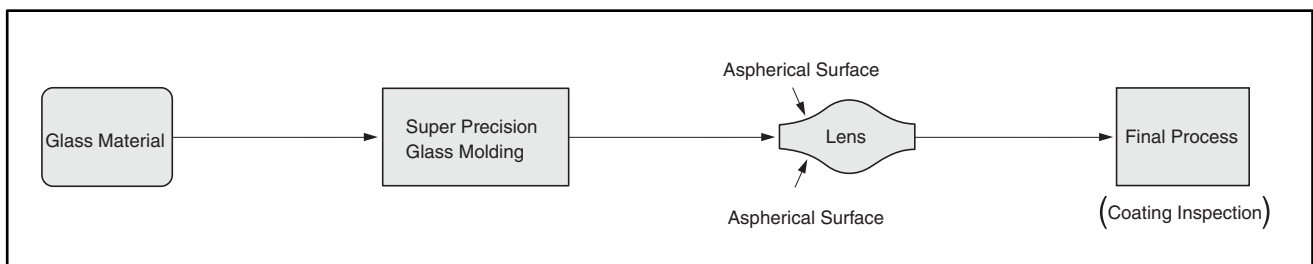 Glass Material
Super Precision
Glass Molding
Aspherical Surface
Lens
Aspherical Surface
Final Process
(Coating Inspection)